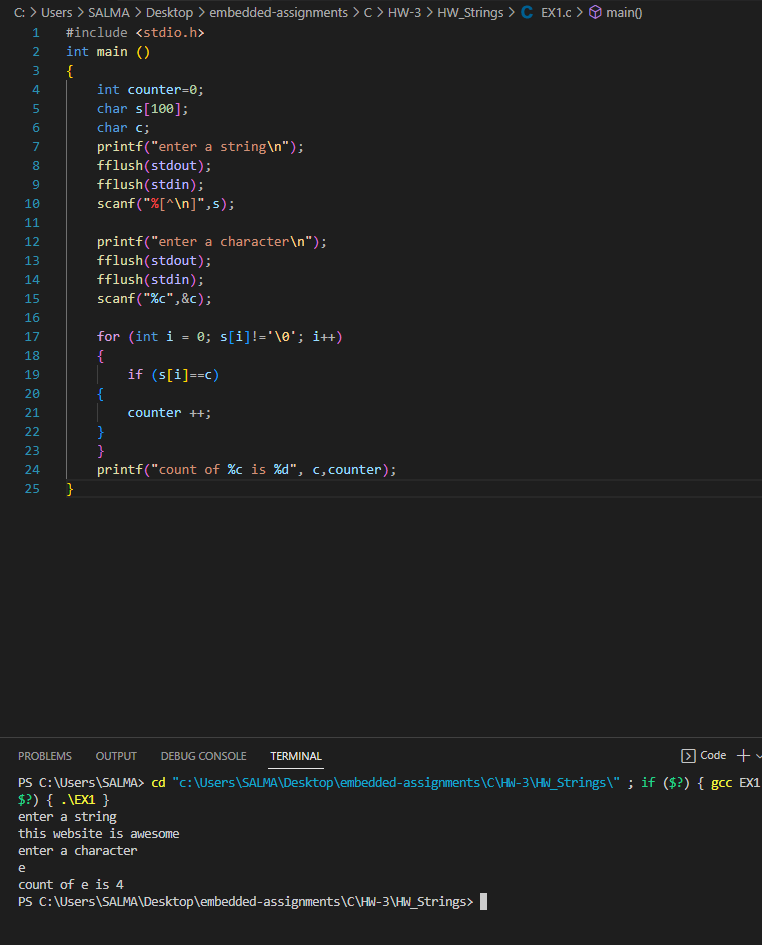 C: > Users > SALMA > Desktop > embedded-assignments > C > HW-3 > HW_Strings > C EX1.c > main()
1 #include <stdio.h>
2 int main ()
3 {
4     int counter=0;
5     char s[100];
6     char c;
7     printf("enter a string\n");
8     fflush(stdout);
9     fflush(stdin);
10     scanf("%[^\n]",s);
11
12     printf("enter a character\n");
13     fflush(stdout);
14     fflush(stdin);
15     scanf("%c",&c);
16
17     for (int i = 0; s[i]!='\0'; i++)
18     {
19         if (s[i]==c)
20     {
21         counter ++;
22     }
23     }
24     printf("count of %c is %d", c,counter);
25 }
PROBLEMS OUTPUT DEBUG CONSOLE TERMINAL Code
PS C:\Users\SALMA> cd "c:\Users\SALMA\Desktop\embedded-assignments\C\HW-3\HW_Strings\" ; if ($?) { gcc EX1
$?) { .\EX1 }
enter a string
this website is awesome
enter a character
e
count of e is 4
PS C:\Users\SALMA\Desktop\embedded-assignments\C\HW-3\HW_Strings>